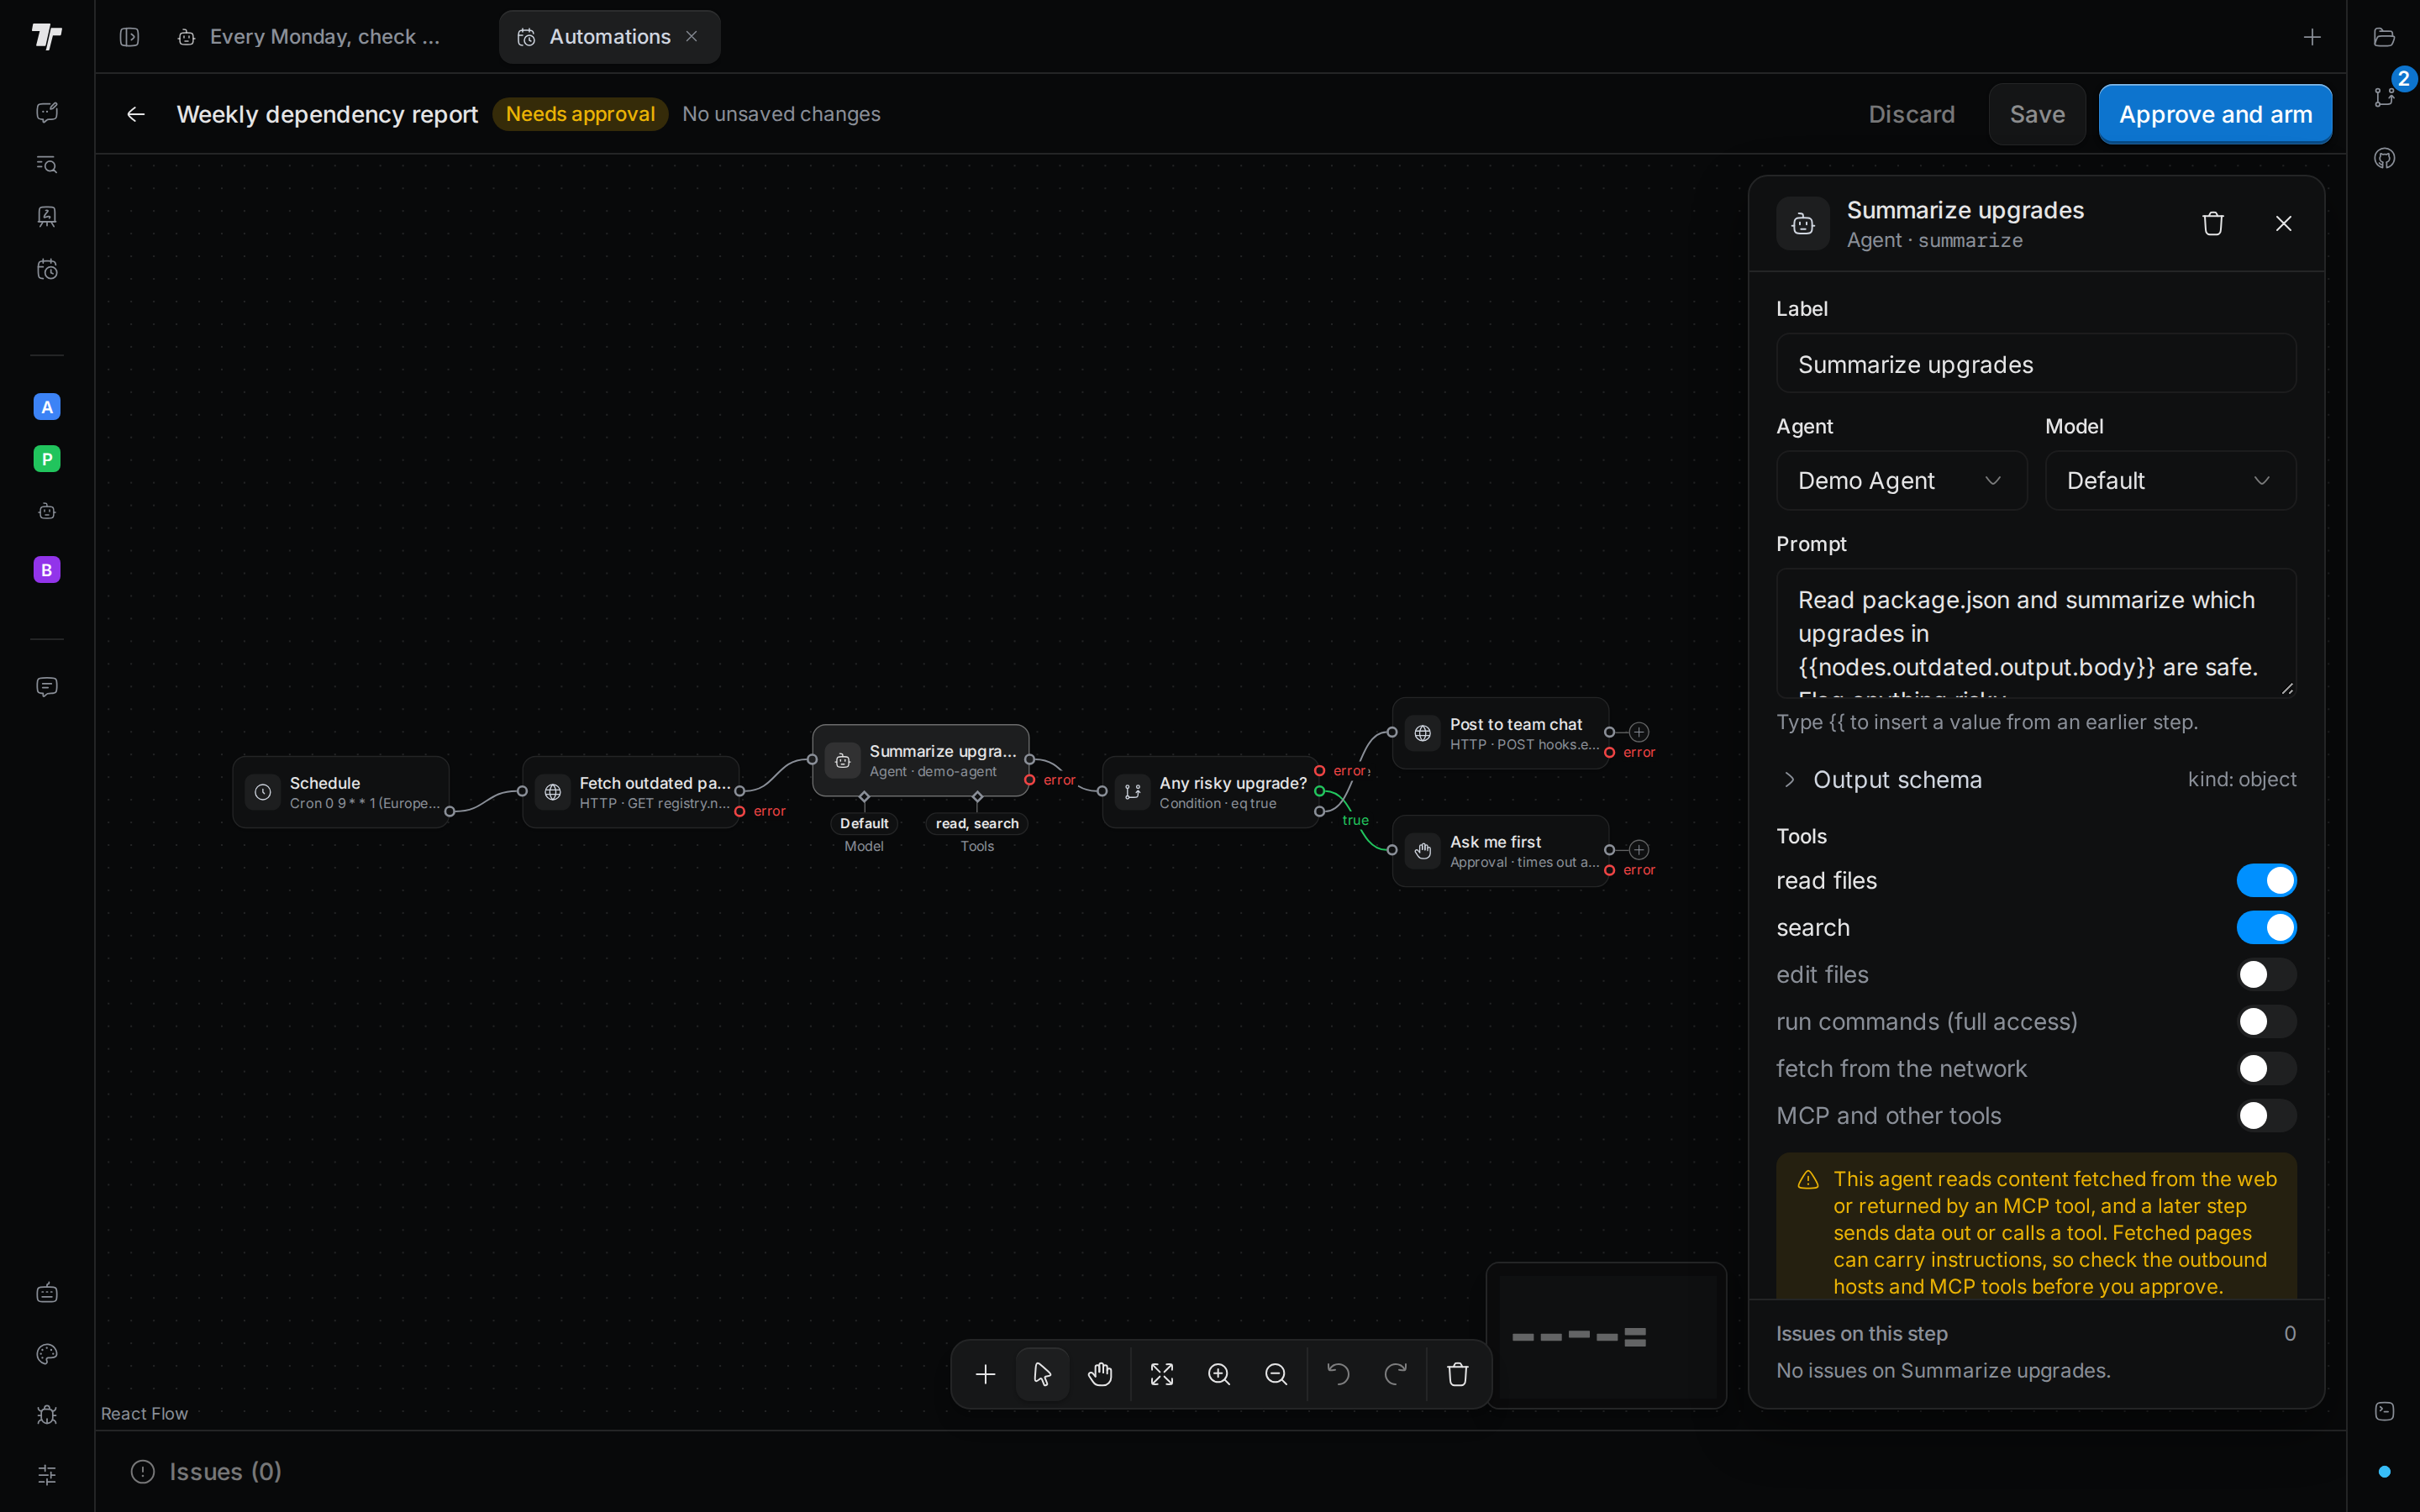 Every Monday, check ...
Automations
2
Weekly dependency report
Needs approval
No unsaved changes
Discard
Save
Approve and arm
A
P
B
Schedule
Cron 0 9 * * 1 (Europe...
Fetch outdated pa...
HTTP · GET registry.n...
error
Summarize upgra...
Agent · demo-agent
error
Default
Model
read, search
Tools
Any risky upgrade?
Condition · eq true
error
true
Post to team chat
HTTP · POST hooks.e...
error
Ask me first
Approval · times out a...
error
Summarize upgrades
Agent · summarize
Label
Summarize upgrades
Agent
Model
Demo Agent
Default
Prompt
Read package.json and summarize which
upgrades in
{{nodes.outdated.output.body}} are safe.
Flag anything risky
Type {{ to insert a value from an earlier step.
Output schema
kind: object
Tools
read files
search
edit files
run commands (full access)
fetch from the network
MCP and other tools
This agent reads content fetched from the web
or returned by an MCP tool, and a later step
sends data out or calls a tool. Fetched pages
can carry instructions, so check the outbound
hosts and MCP tools before you approve.
Issues on this step
0
No issues on Summarize upgrades.
React Flow
Issues (0)